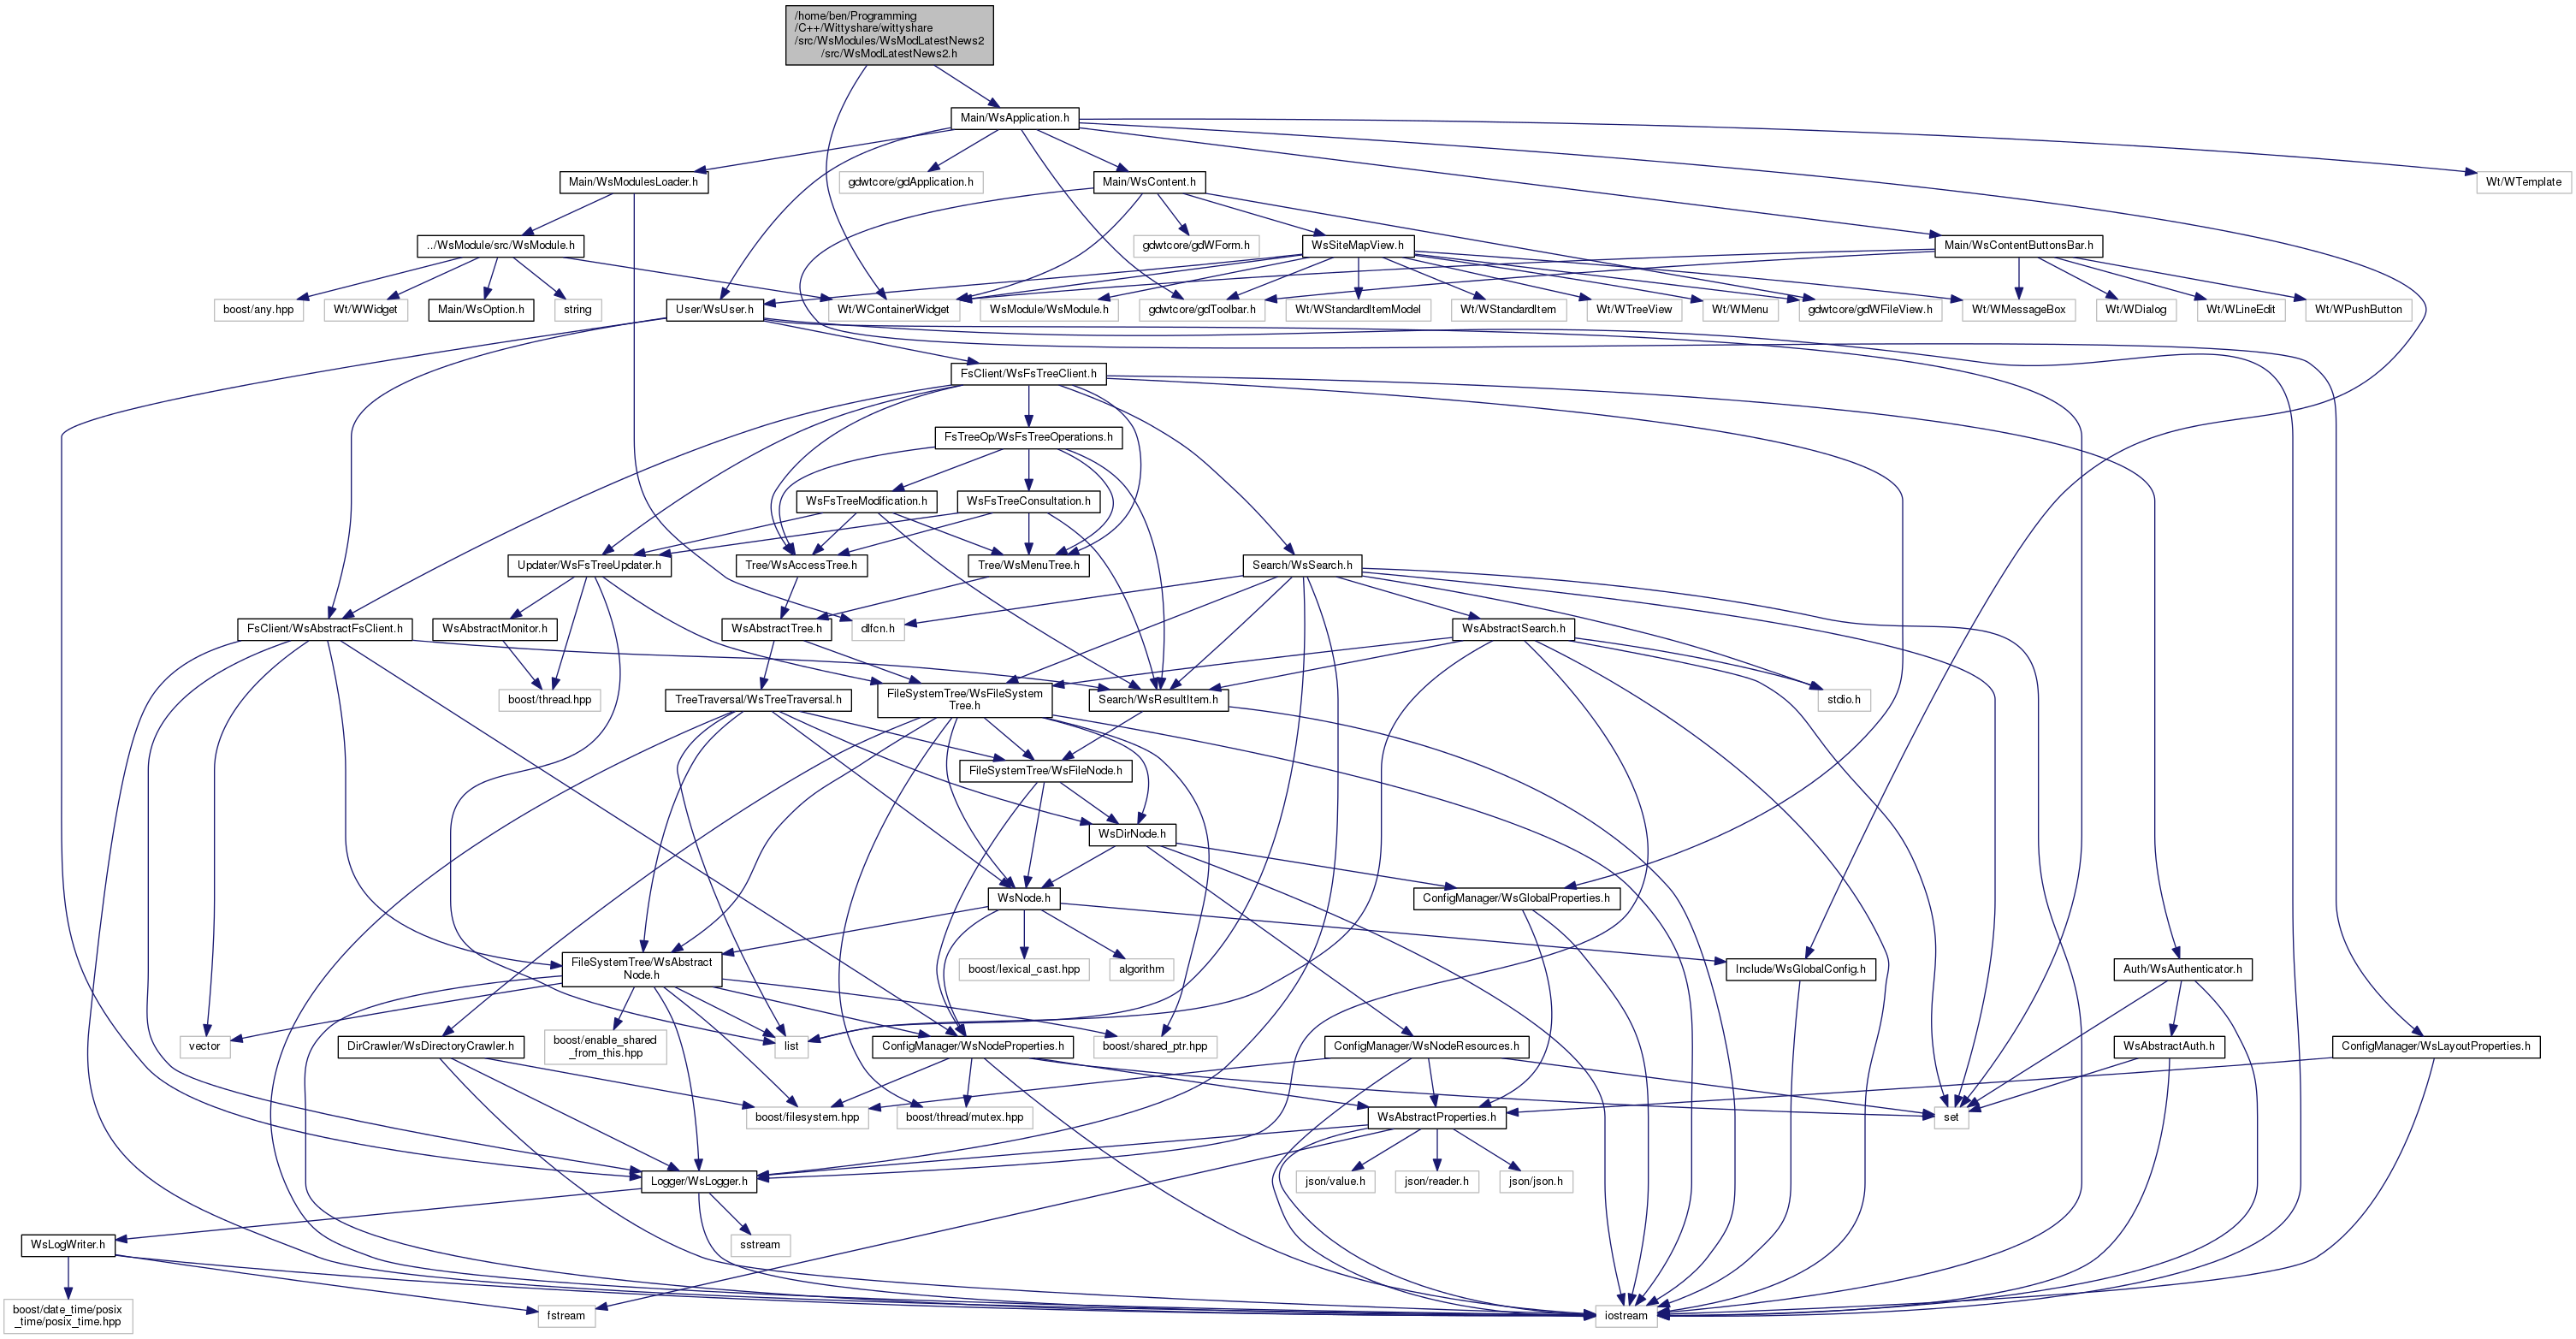 /home/ben/Programming
/C++/Wittyshare/wittyshare
/src/WsModules/WsModLatestNews2
/src/WsModLatestNews2.h
Main/WsApplication.h
Main/WsModulesLoader.h
gdwtcore/gdApplication.h
Main/WsContent.h
Wt/WTemplate
../WsModule/src/WsModule.h
gdwtcore/gdWForm.h
WsSiteMapView.h
Main/WsContentButtonsBar.h
boost/any.hpp
Wt/WWidget
Main/WsOption.h
string
User/WsUser.h
Wt/WContainerWidget
WsModule/WsModule.h
gdwtcore/gdToolbar.h
Wt/WStandardItemModel
Wt/WStandardItem
Wt/WTreeView
Wt/WMenu
gdwtcore/gdWFileView.h
Wt/WMessageBox
Wt/WDialog
Wt/WLineEdit
Wt/WPushButton
FsClient/WsFsTreeClient.h
FsTreeOp/WsFsTreeOperations.h
WsFsTreeModification.h
WsFsTreeConsultation.h
Updater/WsFsTreeUpdater.h
Tree/WsAccessTree.h
Tree/WsMenuTree.h
Search/WsSearch.h
FsClient/WsAbstractFsClient.h
WsAbstractMonitor.h
WsAbstractTree.h
dlfcn.h
WsAbstractSearch.h
boost/thread.hpp
TreeTraversal/WsTreeTraversal.h
FileSystemTree/WsFileSystem
Tree.h
Search/WsResultItem.h
stdio.h
FileSystemTree/WsFileNode.h
WsDirNode.h
WsNode.h
ConfigManager/WsGlobalProperties.h
FileSystemTree/WsAbstract
Node.h
boost/lexical_cast.hpp
algorithm
Include/WsGlobalConfig.h
Auth/WsAuthenticator.h
vector
DirCrawler/WsDirectoryCrawler.h
boost/enable_shared
_from_this.hpp
list
ConfigManager/WsNodeProperties.h
boost/shared_ptr.hpp
ConfigManager/WsNodeResources.h
WsAbstractAuth.h
ConfigManager/WsLayoutProperties.h
boost/filesystem.hpp
boost/thread/mutex.hpp
WsAbstractProperties.h
set
Logger/WsLogger.h
json/value.h
json/reader.h
json/json.h
WsLogWriter.h
sstream
boost/date_time/posix
_time/posix_time.hpp
fstream
iostream